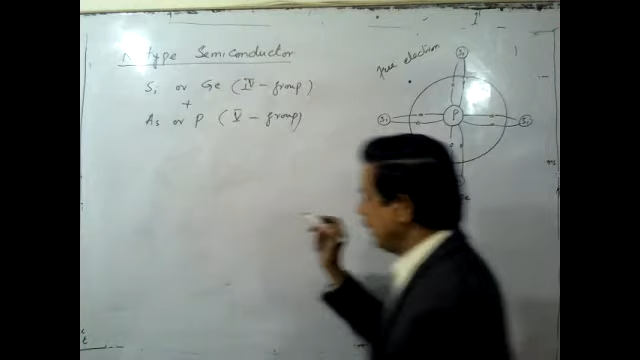 N-type Semiconductor
Si or Ge (IV-group)
+
As or P (V-group)
free electron
Si
Si
P
Si